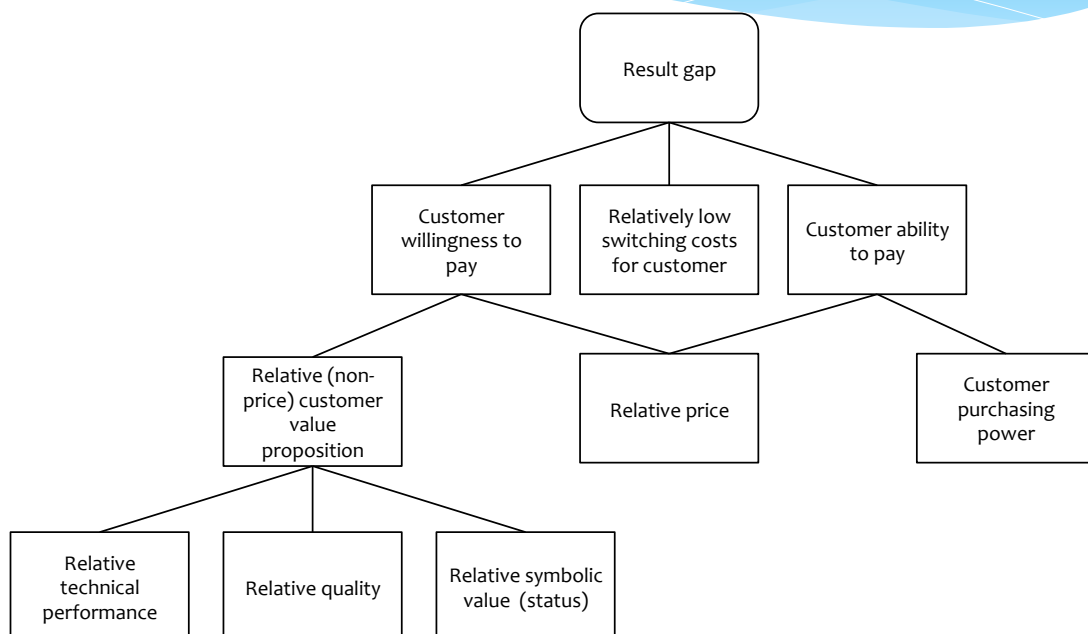 Result gap
Customer
willingness to
pay
Relatively low
switching costs
for customer
Customer ability
to pay
Relative (non-
price) customer
value
proposition
Relative price
Customer
purchasing
power
Relative
technical
performance
Relative quality
Relative symbolic
value (status)